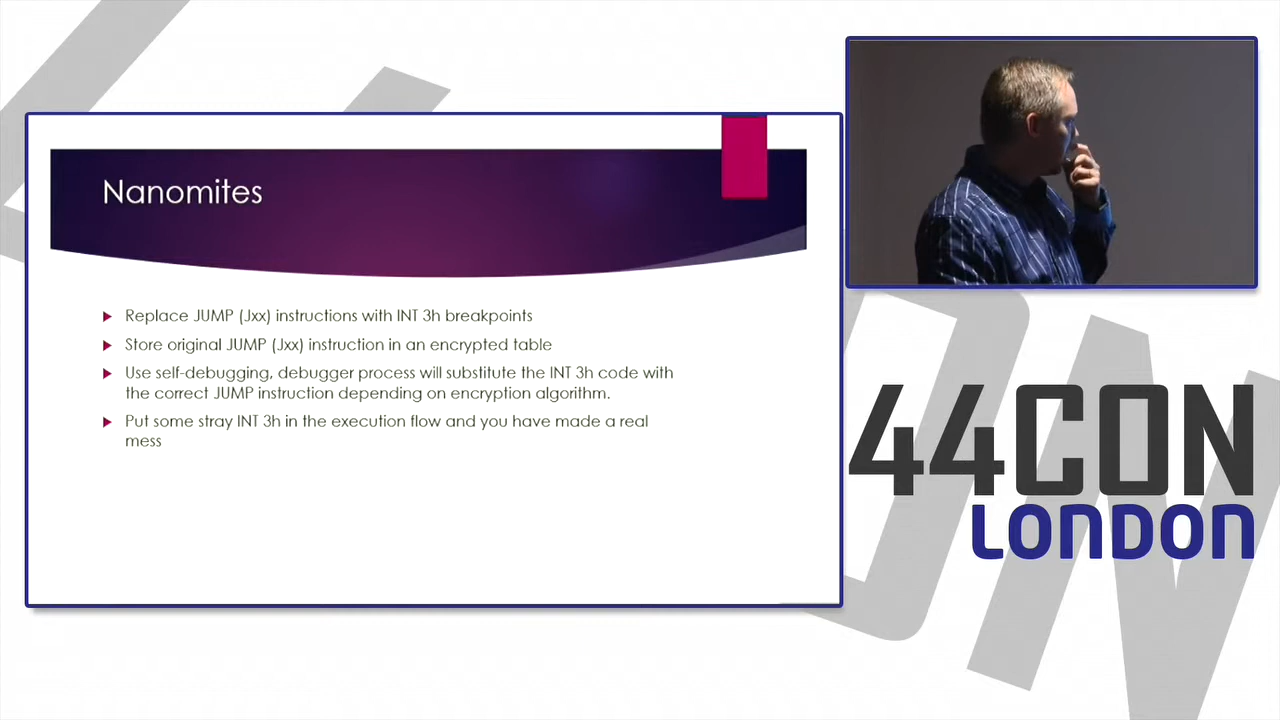 Nanomites
Replace JUMP (Jxx) instructions with INT 3h breakpoints
Store original JUMP (Jxx) instruction in an encrypted table
Use self-debugging, debugger process will substitute the INT 3h code with
the correct JUMP instruction depending on encryption algorithm.
Put some stray INT 3h in the execution flow and you have made a real
mess
44CON
LONDON